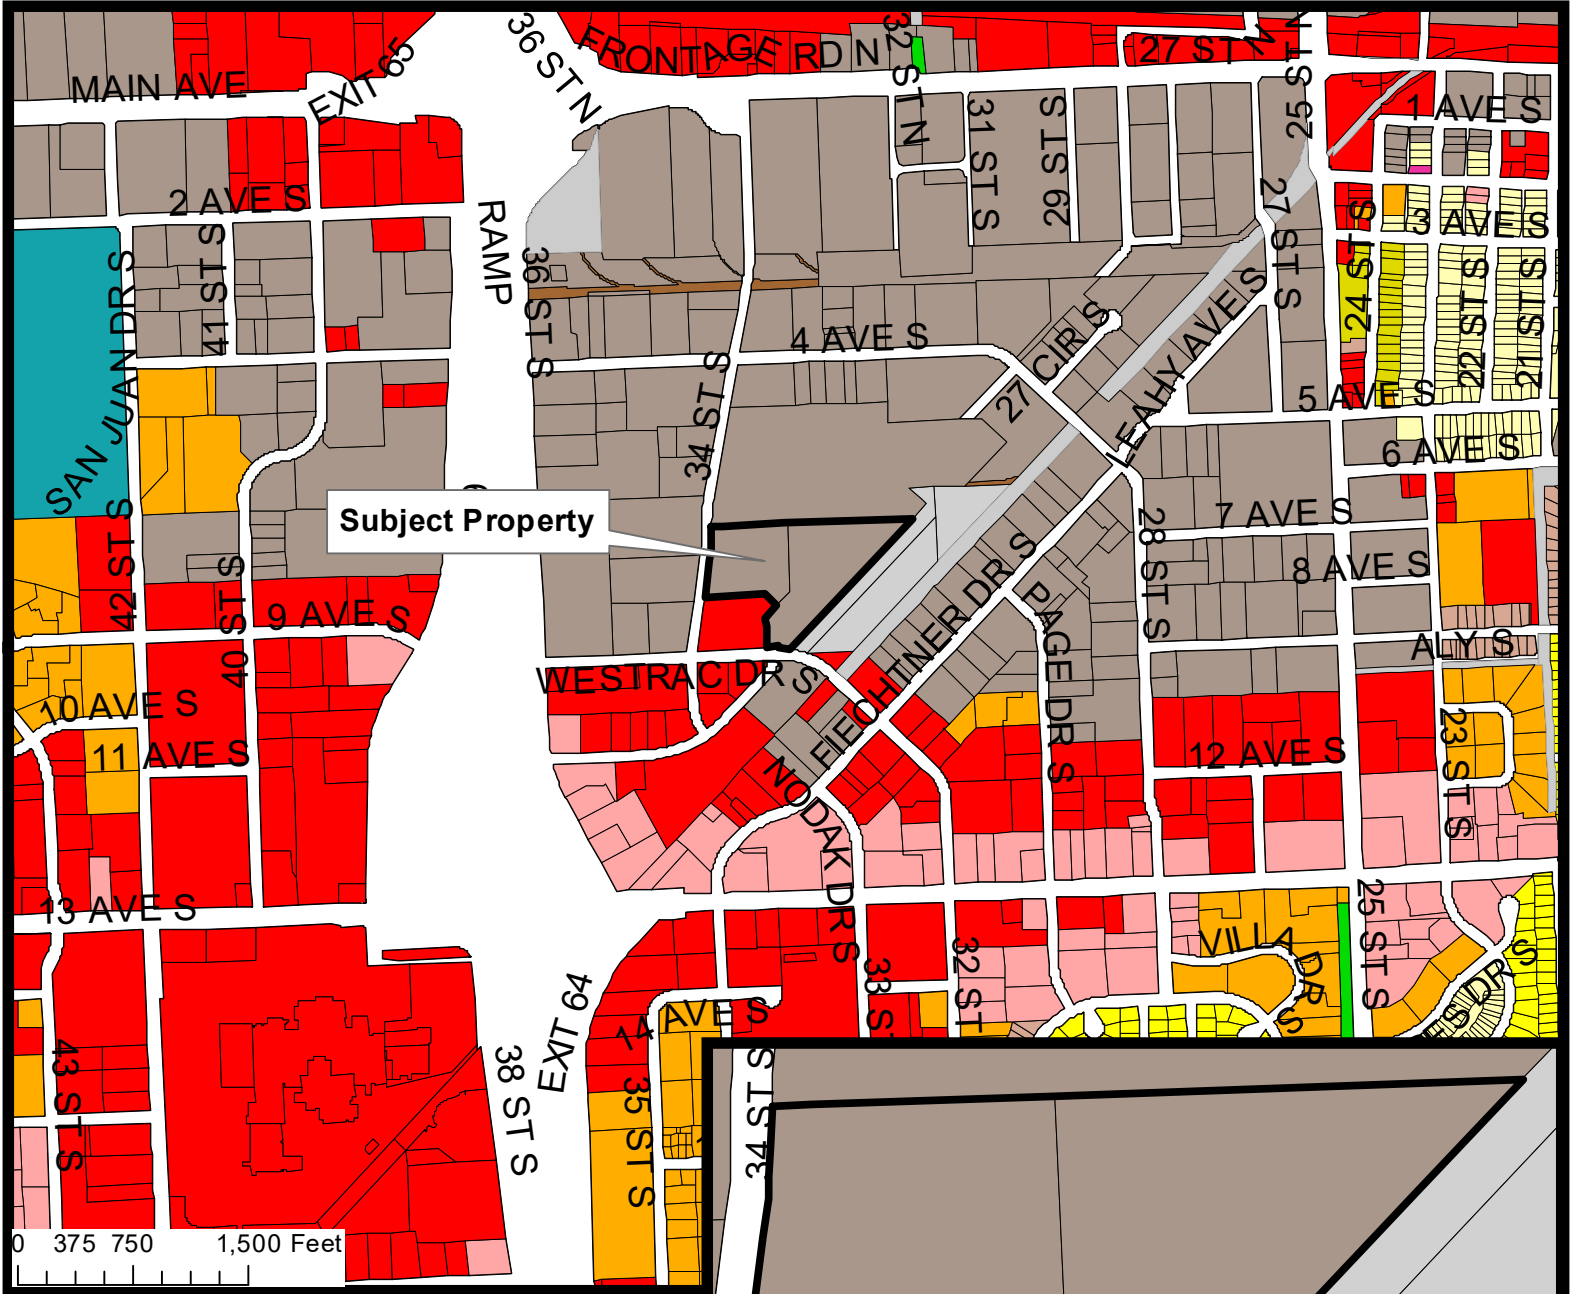 36 ST N
FRONTAGE RD N
32 ST N
27 ST N
25 ST N
EXIT 65
MAIN AVE
1 AVE S
31 ST S
29 ST S
2 AVE S
27 ST S
24 ST S
3 AVE S
RAMP
36 ST S
41 ST S
SAN JUAN DR S
22 ST S
21 ST S
4 AVE S
27 CIR S
LEAHY AVE S
34 ST S
5 AVE S
6 AVE S
Subject Property
42 ST S
28 ST S
7 AVE S
8 AVE S
40 ST S
9 AVE S
FIECHTNER DR S
PAGE DR S
ALY S
WESTRAC DR S
10 AVE S
11 AVE S
12 AVE S
23 ST S
NODAK DR S
13 AVE S
25 ST S
VILLA DR S
ES DR S
33 ST
32 ST
EXIT 64
14 AVE S
43 ST S
38 ST S
35 ST S
34 ST S
0 375 750 1,500 Feet